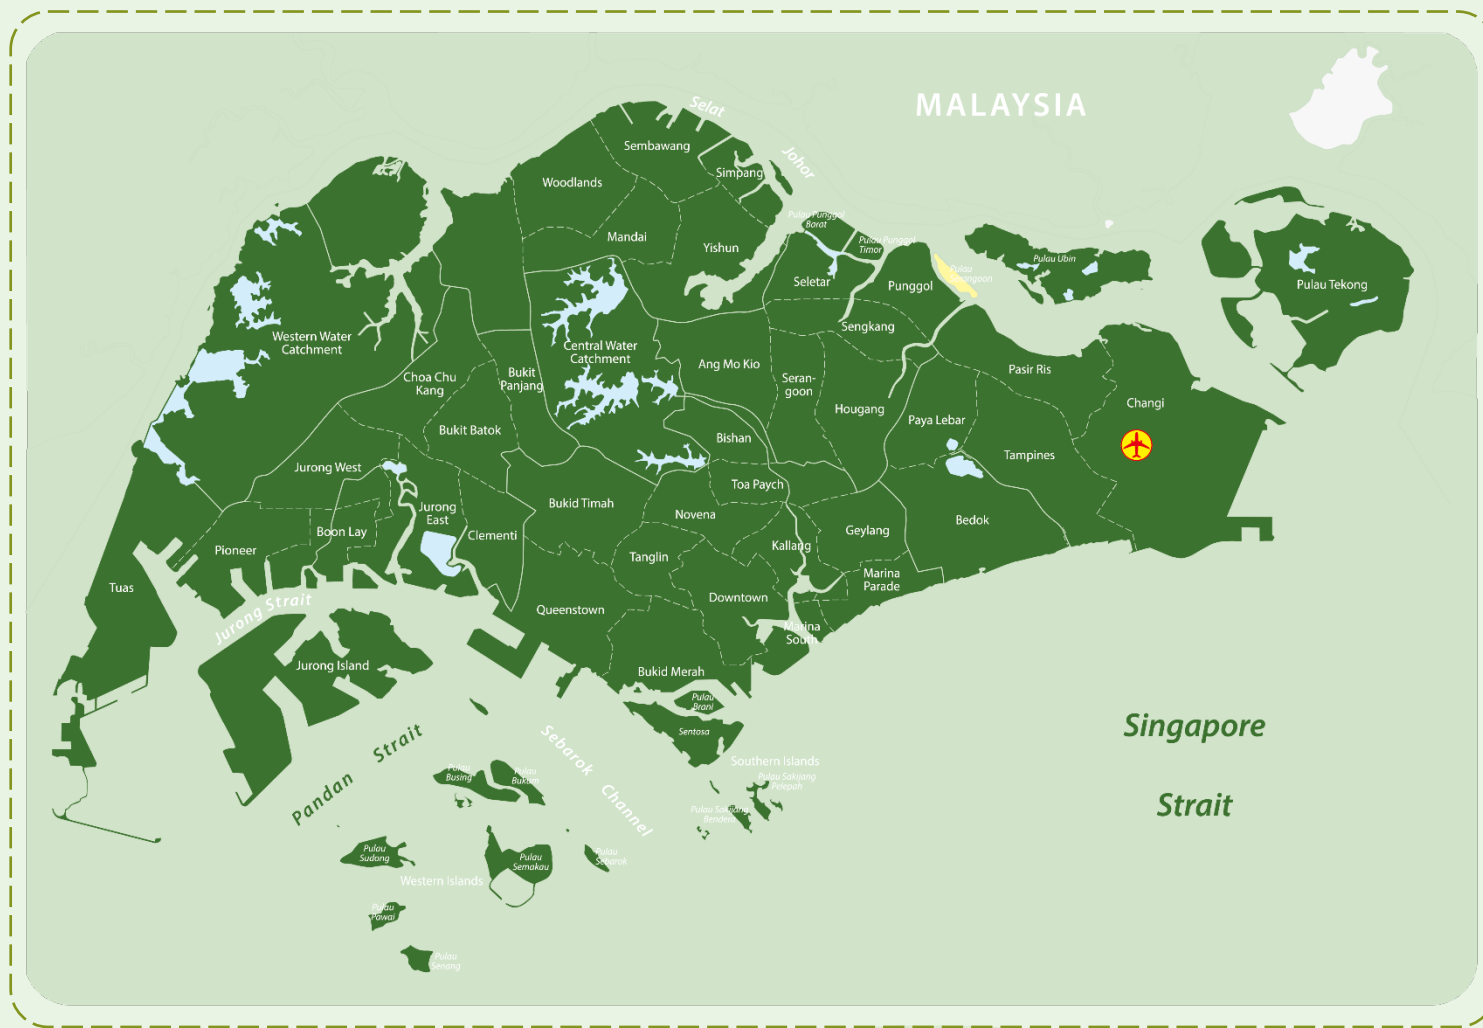 MALAYSIA
Selat
Johor
Sembawang
Simpang
Woodlands
Mandai
Yishun
Pulau Punggol
Barat
Pulau Punggol
Timor
Seletar
Punggol
Pulau
Pulau Ubin
Pulau Tekong
Sengkang
Western Water
Catchment
Central Water
Catchment
Ang Mo Kio
Choa Chu
Kang
Bukit
Panjang
Seran-
goon
Hougang
Pasir Ris
Changi
Paya Lebar
Tampines
Bukit Batok
Bishan
Jurong West
Toa Paych
Bukid Timah
Novena
Jurong
East
Clementi
Boon Lay
Pioneer
Geylang
Bedok
Kallang
Tanglin
Marina
Parade
Tuas
Downtown
Queenstown
Marina
South
Jurong Strait
Jurong Island
Bukid Merah
Pulau
Brani
Sentosa
Singapore
Strait
Pandan Strait
Sebarok Channel
Southern Islands
Pulau Sakijang
Pelepah
Pulau Sakijang
Bendera
Pulau
Busing
Pulau
Bukum
Pulau
Sudong
Pulau
Semakau
Pulau
Sebarok
Western Islands
Pulau
Pawai
Pulau
Senang